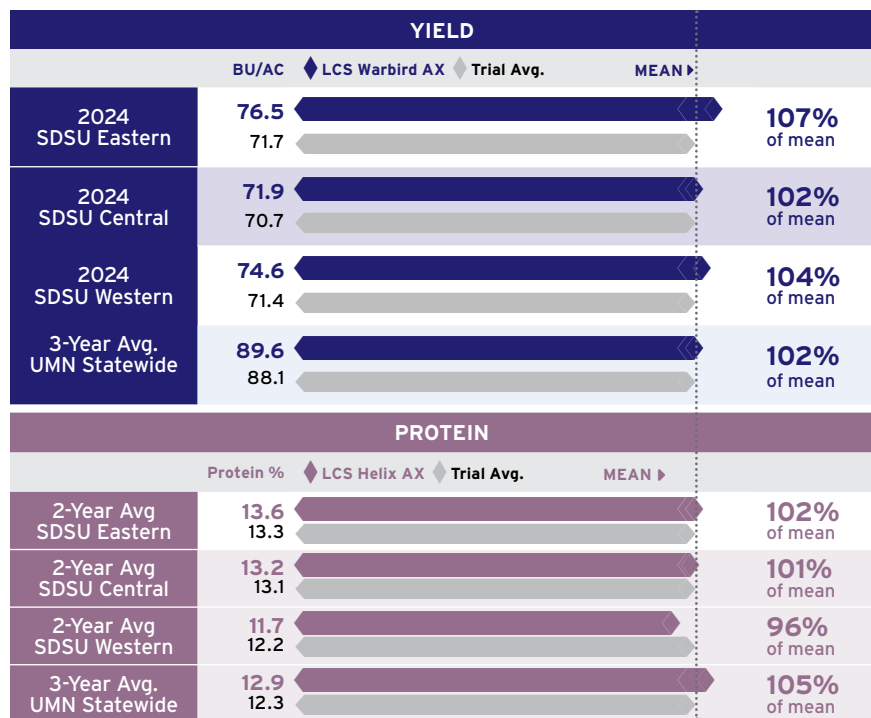 YIELD
BU/AC LCS Warbird AX Trial Avg. MEAN
2024
SDSU Eastern
76.5
71.7
107%
of mean
2024
SDSU Central
71.9
70.7
102%
of mean
2024
SDSU Western
74.6
71.4
104%
of mean
3-Year Avg.
UMN Statewide
89.6
88.1
102%
of mean
PROTEIN
Protein % LCS Helix AX Trial Avg. MEAN
2-Year Avg
SDSU Eastern
13.6
13.3
102%
of mean
2-Year Avg
SDSU Central
13.2
13.1
101%
of mean
2-Year Avg
SDSU Western
11.7
12.2
96%
of mean
3-Year Avg.
UMN Statewide
12.9
12.3
105%
of mean